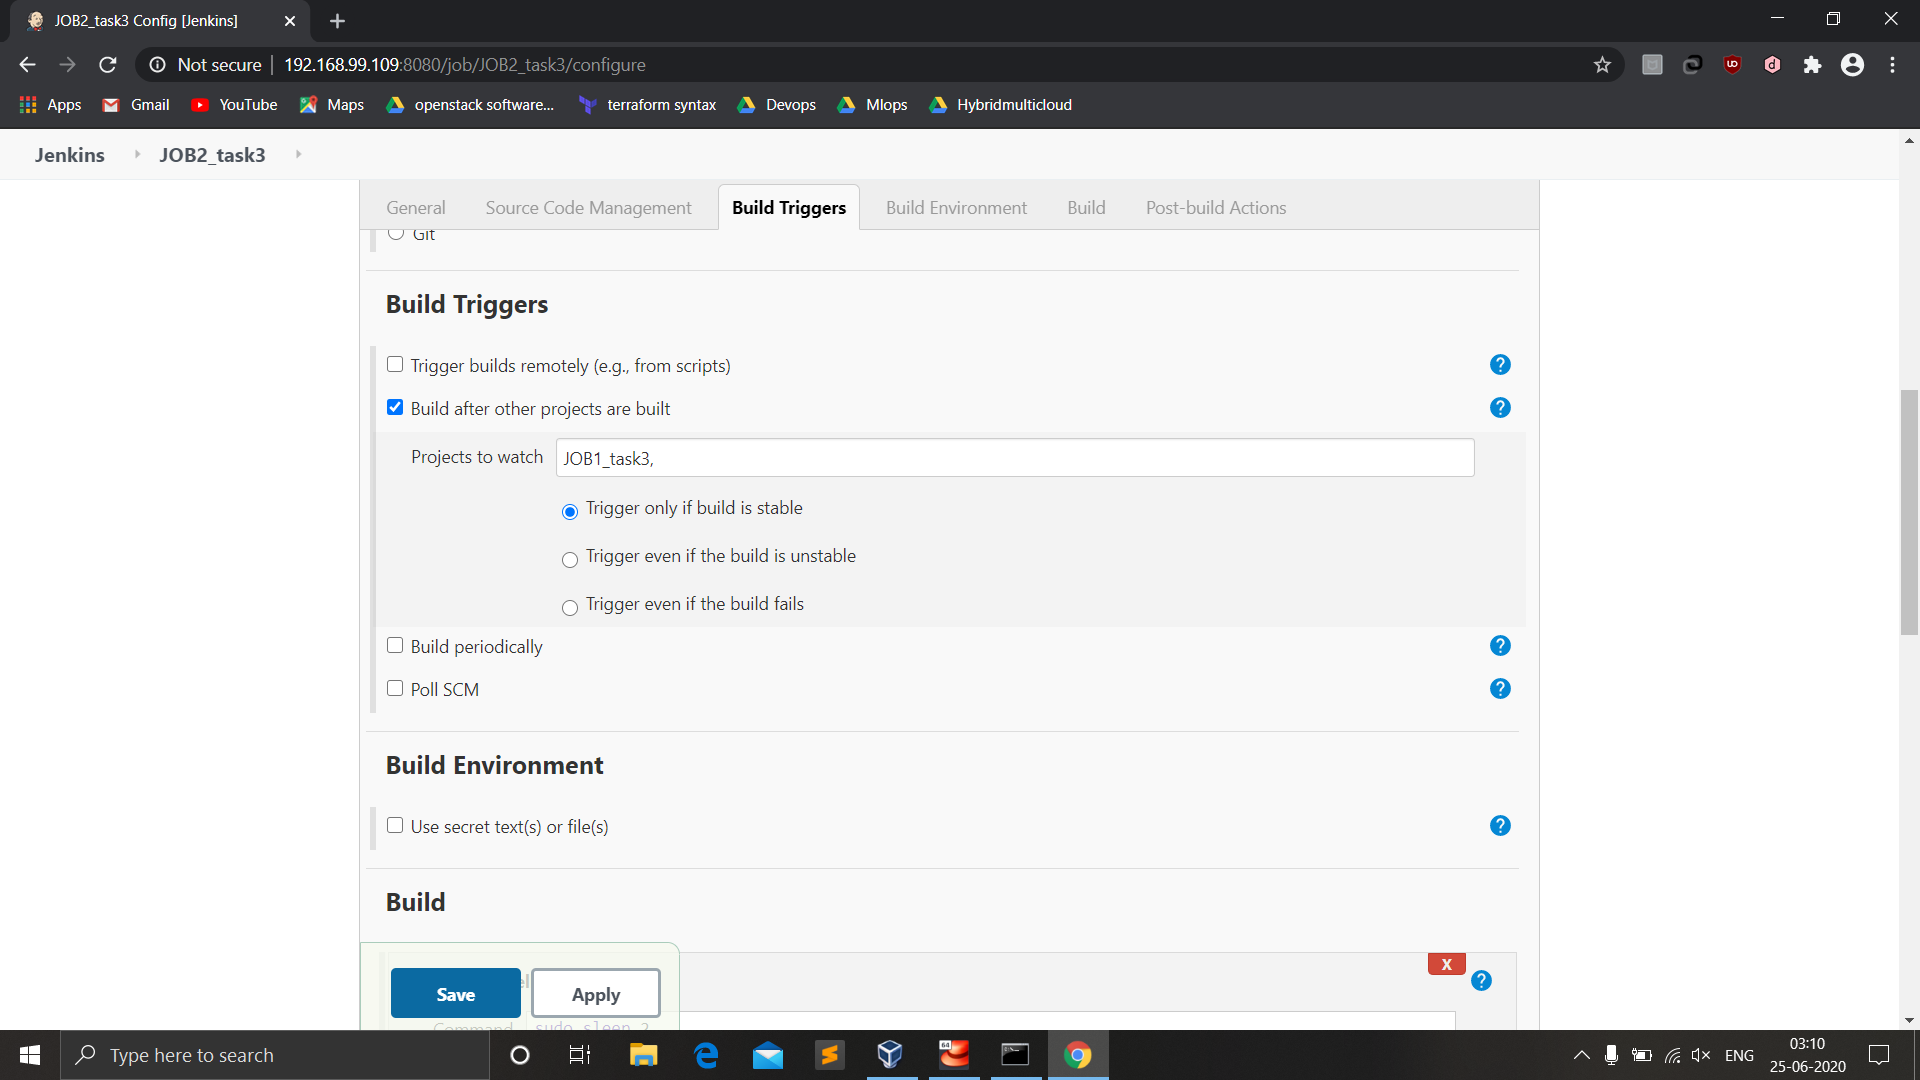 JOB2_task3 Config [Jenkins]
Not secure 192.168.99.109:8080/job/JOB2_task3/configure
Apps Gmail YouTube Maps openstack software... terraform syntax Devops Mlops Hybridmulticloud
Jenkins JOB2_task3
General Source Code Management Build Triggers Build Environment Build Post-build Actions
Git
Build Triggers
Trigger builds remotely (e.g., from scripts)
Build after other projects are built
Projects to watch JOB1_task3,
Trigger only if build is stable
Trigger even if the build is unstable
Trigger even if the build fails
Build periodically
Poll SCM
Build Environment
Use secret text(s) or file(s)
Build
X
Save Apply
Command sudo sleep 2
Type here to search
64
ENG
03:10
25-06-2020